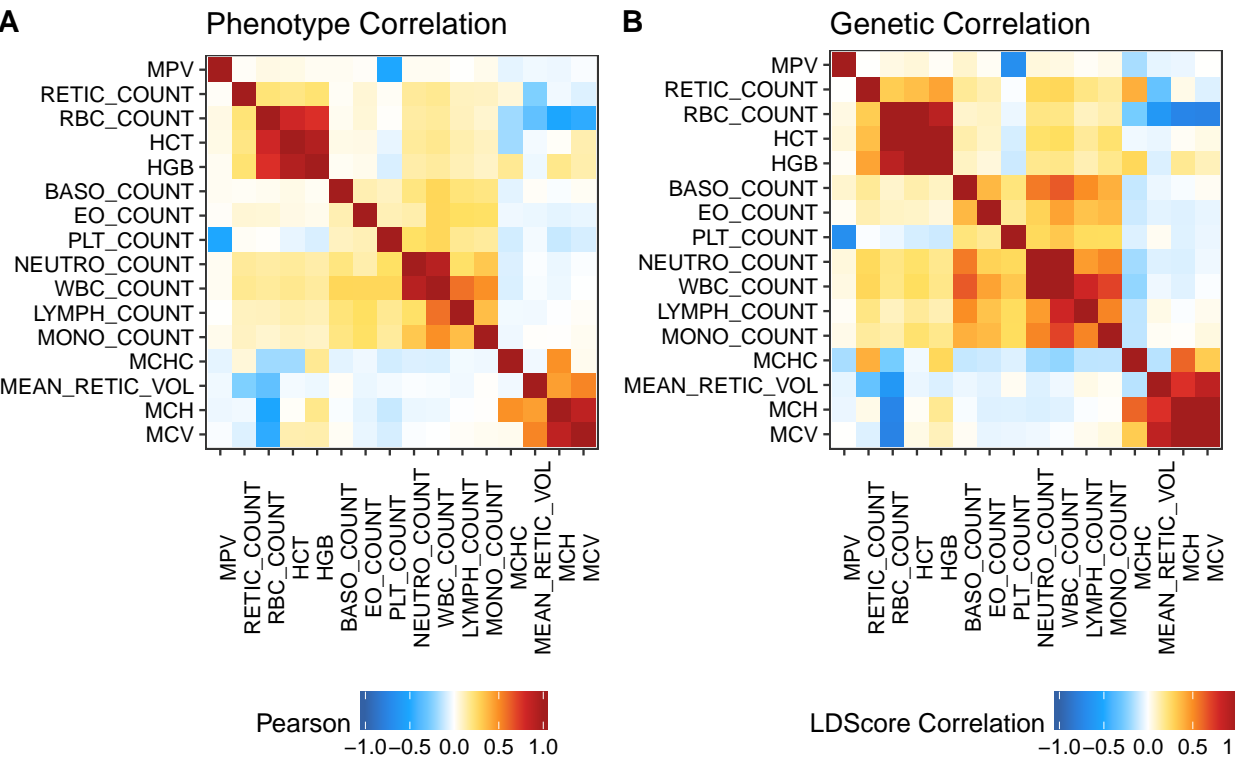 A
Phenotype Correlation
MPV
RETIC_COUNT
RBC_COUNT
HCT
HGB
BASO_COUNT
EO_COUNT
PLT_COUNT
NEUTRO_COUNT
WBC_COUNT
LYMPH_COUNT
MONO_COUNT
MCHC
MEAN_RETIC_VOL
MCH
MCV
MPV
RETIC_COUNT
RBC_COUNT
HCT
HGB
BASO_COUNT
EO_COUNT
PLT_COUNT
NEUTRO_COUNT
WBC_COUNT
LYMPH_COUNT
MONO_COUNT
MCHC
MEAN_RETIC_VOL
MCH
MCV
Pearson
−1.0−0.5 0.0 0.5 1.0
B
Genetic Correlation
MPV
RETIC_COUNT
RBC_COUNT
HCT
HGB
BASO_COUNT
EO_COUNT
PLT_COUNT
NEUTRO_COUNT
WBC_COUNT
LYMPH_COUNT
MONO_COUNT
MCHC
MEAN_RETIC_VOL
MCH
MCV
MPV
RETIC_COUNT
RBC_COUNT
HCT
HGB
BASO_COUNT
EO_COUNT
PLT_COUNT
NEUTRO_COUNT
WBC_COUNT
LYMPH_COUNT
MONO_COUNT
MCHC
MEAN_RETIC_VOL
MCH
MCV
LDScore Correlation
−1.0−0.5 0.0 0.5